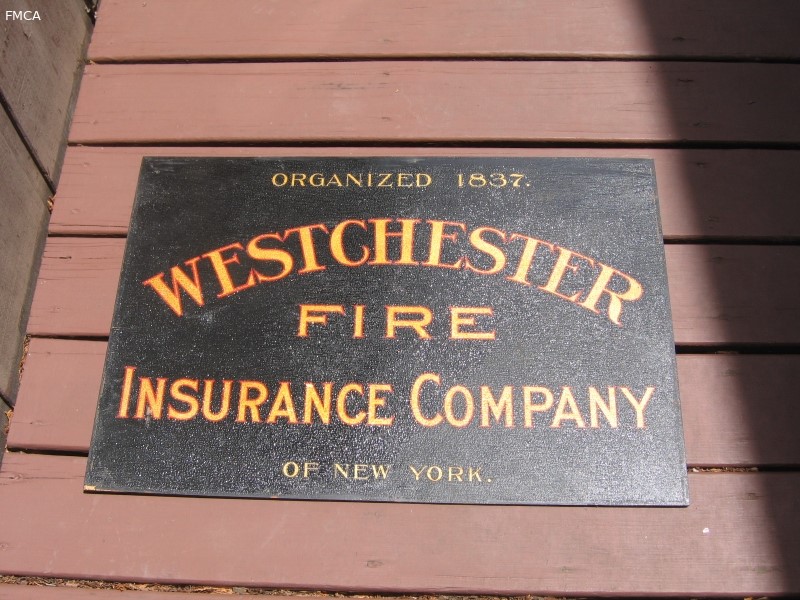 FMCA
ORGANIZED 1837.
WESTCHESTER
FIRE
INSURANCE COMPANY
OF NEW YORK.